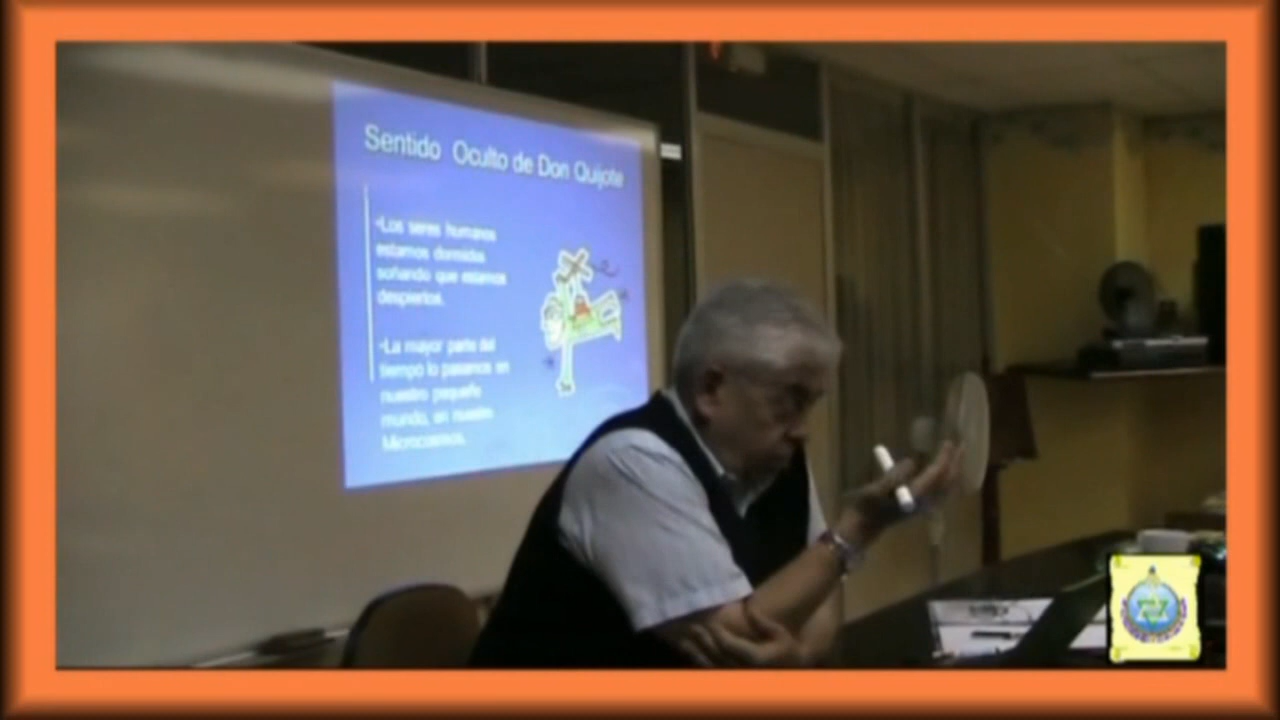 Sentido Oculto de Don Quijote
•Los seres humanos
estamos dormidos
soñando que estamos
despiertos.
•La mayor parte del
tiempo lo pasamos en
nuestro pequeño
mundo, en nuestro
Microcosmos.